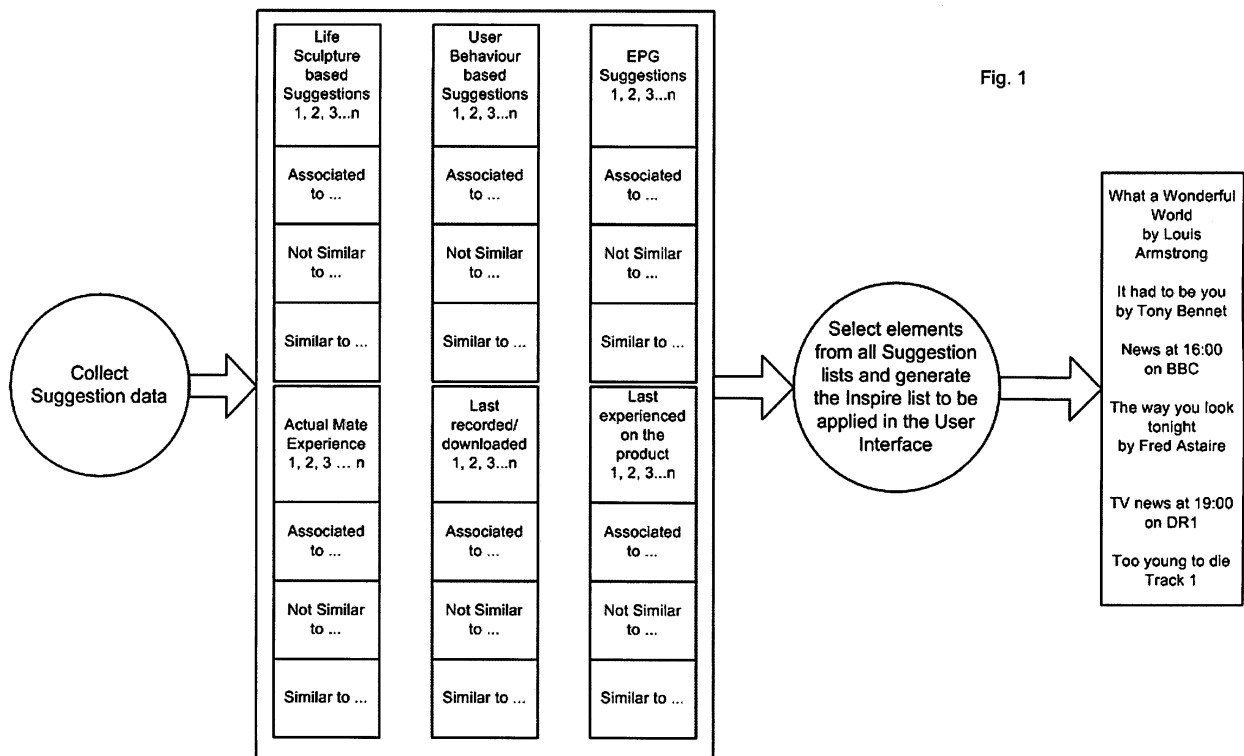 Fig. 1
Collect
Suggestion data
Life
Sculpture
based
Suggestions
1, 2, 3...n
Associated
to ...
Not Similar
to ...
Similar to ...
Actual Mate
Experience
1, 2, 3 ... n
Associated
to ...
Not Similar
to ...
Similar to ...
User
Behaviour
based
Suggestions
1, 2, 3...n
Associated
to ...
Not Similar
to ...
Similar to ...
Last
recorded/
downloaded
1, 2, 3...n
Associated
to ...
Not Similar
to ...
Similar to ...
EPG
Suggestions
1, 2, 3...n
Associated
to ...
Not Similar
to ...
Similar to ...
Last
experienced
on the
product
1, 2, 3...n
Associated
to ...
Not Similar
to ...
Similar to ...
Select elements
from all Suggestion
lists and generate
the Inspire list to be
applied in the User
Interface
What a Wonderful
World
by Louis
Armstrong
It had to be you
by Tony Bennet
News at 16:00
on BBC
The way you look
tonight
by Fred Astaire
TV news at 19:00
on DR1
Too young to die
Track 1